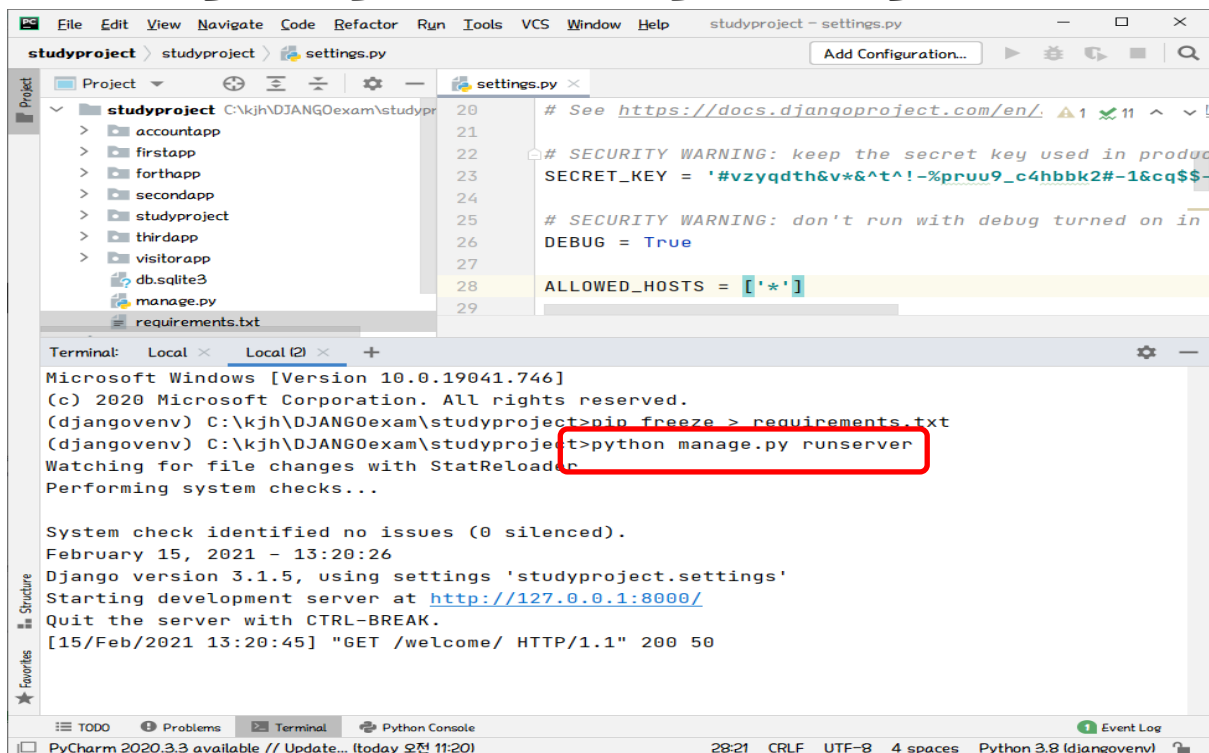 File Edit View Navigate Code Refactor Run Tools VCS Window Help studyproject - settings.py
studyproject studyproject settings.py Add Configuration...
Project
Project settings.py
studyproject C:\kjh\DJANGOexam\studypr
accountapp
firstapp
forthapp
secondapp
studyproject
thirdapp
visitorapp
db.sqlite3
manage.py
requirements.txt
20 # See https://docs.djangoproject.com/en/ 1 11
21
22 # SECURITY WARNING: keep the secret key used in produc
23 SECRET_KEY = '#vzyqdth&v*&^t^!-%pruu9_c4hbbk2#-1&cq$$-
24
25 # SECURITY WARNING: don't run with debug turned on in
26 DEBUG = True
27
28 ALLOWED_HOSTS = ['*']
29
Terminal: Local Local (2)
Microsoft Windows [Version 10.0.19041.746]
(c) 2020 Microsoft Corporation. All rights reserved.
(djangovenv) C:\kjh\DJANGOexam\studyproject>pip freeze > requirements.txt
(djangovenv) C:\kjh\DJANGOexam\studyproject>python manage.py runserver
Watching for file changes with StatReloader
Performing system checks...
System check identified no issues (0 silenced).
February 15, 2021 - 13:20:26
Django version 3.1.5, using settings 'studyproject.settings'
Starting development server at http://127.0.0.1:8000/
Quit the server with CTRL-BREAK.
[15/Feb/2021 13:20:45] "GET /welcome/ HTTP/1.1" 200 50
Structure
Favorites
TODO Problems Terminal Python Console 1 Event Log
PyCharm 2020.3.3 available // Update... (today 오전 11:20) 28:21 CRLF UTF-8 4 spaces Python 3.8 (djangovenv)